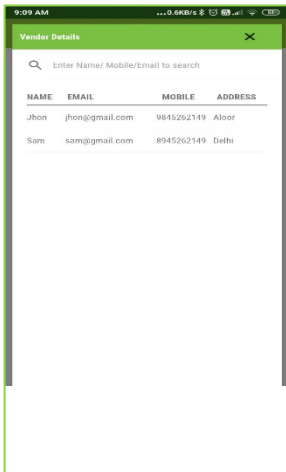 9:09 AM ...0.6KB/s
Vendor Details
Enter Name/ Mobile/Email to search
NAME EMAIL MOBILE ADDRESS
Jhon jhon@gmail.com 9845262149 Aloor
Sam sam@gmail.com 8945262149 Delhi